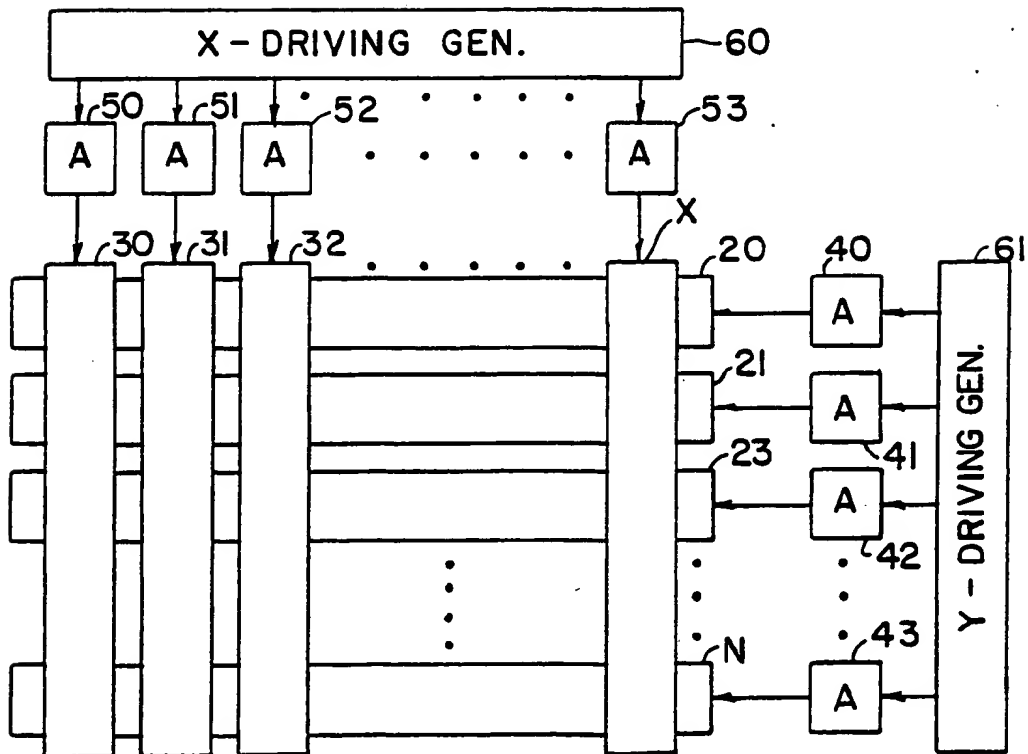 X-DRIVING GEN. 60
50 51 52 53
A A A A
30 31 32 X 20 40 61
A
21
A
41
23
A
42
Y-DRIVING GEN.
N 43
A